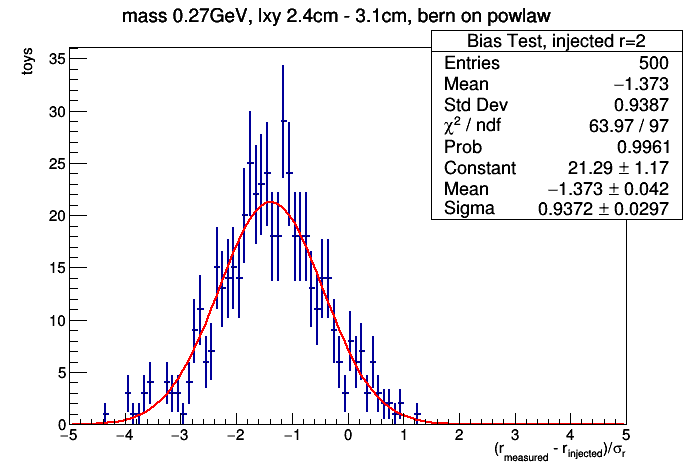 mass 0.27GeV, lxy 2.4cm - 3.1cm, bern on powlaw
toys
Bias Test, injected r=2
Entries 500
Mean −1.373
Std Dev 0.9387
χ² / ndf 63.97 / 97
Prob 0.9961
Constant 21.29 ± 1.17
Mean −1.373 ± 0.042
Sigma 0.9372 ± 0.0297
35
30
25
20
15
10
5
0
−5 −4 −3 −2 −1 0 1 2 3 4 5
(r_measured - r_injected)/σ_r